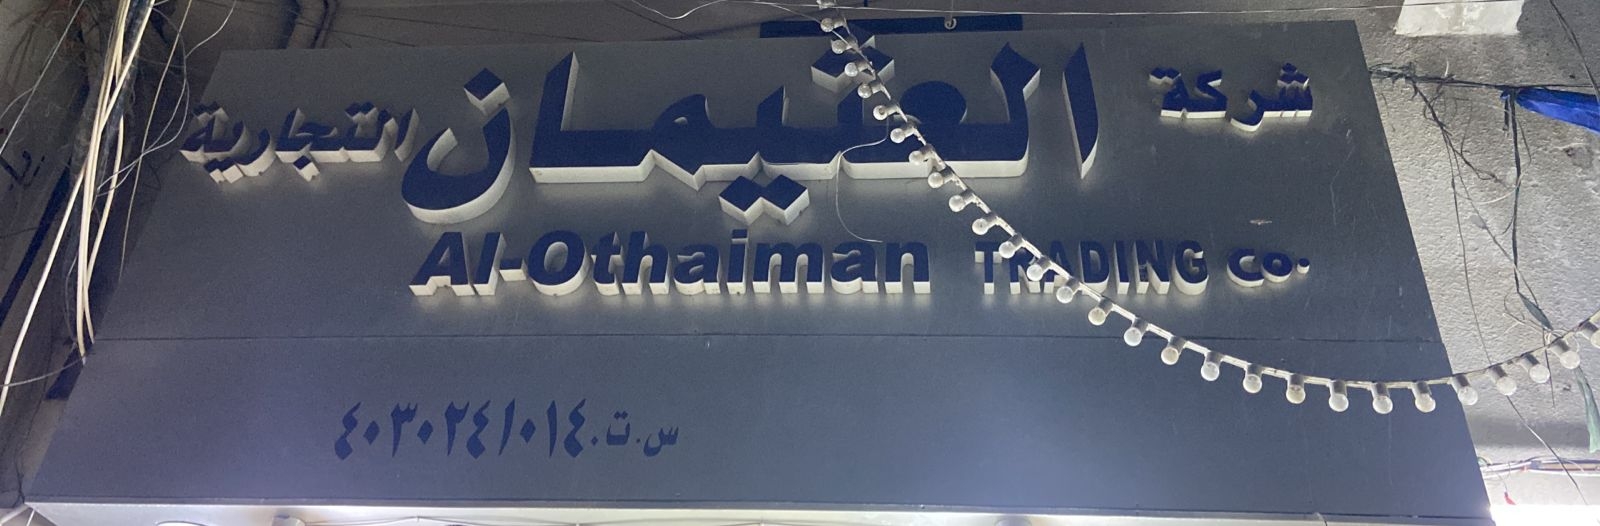 شركة العثيمان التجارية
Al-Othaiman TRADING Co.
س.ت.٤٠٣٠٢٤١٠١٤